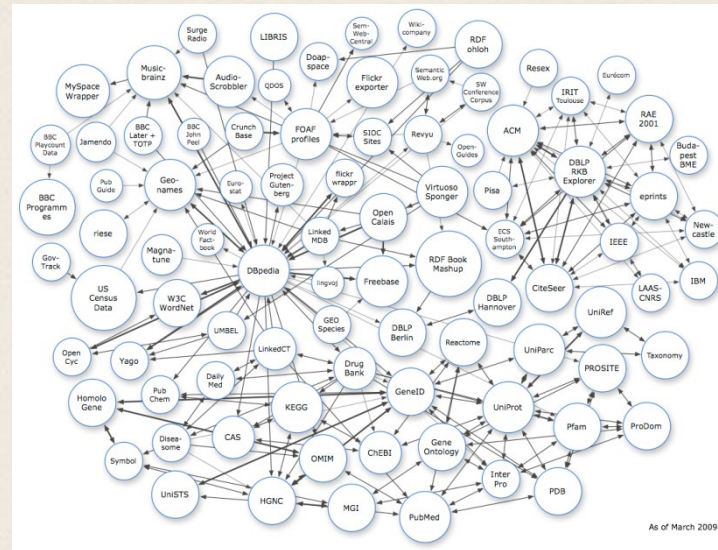 Surge
Radio
LIBRIS
Sem-
Web-
Central
Wiki-
company
RDF
ohloh
Music-
brainz
Audio-
Scrobbler
QDOS
Doap-
space
Flickr
exporter
Semantic
Web.org
SW
Conference
Corpus
Resex
IRIT
Toulouse
Eurécom
MySpace
Wrapper
BBC
Playcount
Data
Jamendo
BBC
Later +
TOTP
BBC
John
Peel
Crunch
Base
FOAF
profiles
SIOC
Sites
Revyu
Open-
Guides
ACM
RAE
2001
DBLP
RKB
Explorer
Buda-
pest
BME
BBC
Programm
es
Pub
Guide
Geo-
names
Euro-
stat
Project
Guten-
berg
flickr
wrappr
Virtuoso
Sponger
Pisa
eprints
riese
World
Fact-
book
Linked
MDB
Open
Calais
ECS
South-
ampton
IEEE
New-
castle
Gov-
Track
US
Census
Data
Magna-
tune
DBpedia
lingvoj
Freebase
RDF Book
Mashup
CiteSeer
LAAS-
CNRS
IBM
W3C
WordNet
DBLP
Hannover
Open
Cyc
Yago
UMBEL
GEO
Species
DBLP
Berlin
Reactome
UniParc
UniRef
Taxonomy
LinkedCT
Drug
Bank
PROSITE
Homolo
Gene
Pub
Chem
Daily
Med
KEGG
GeneID
UniProt
Pfam
ProDom
Symbol
Disea-
some
CAS
OMIM
ChEBI
Gene
Ontology
Inter
Pro
PDB
UniSTS
HGNC
MGI
PubMed
As of March 2009